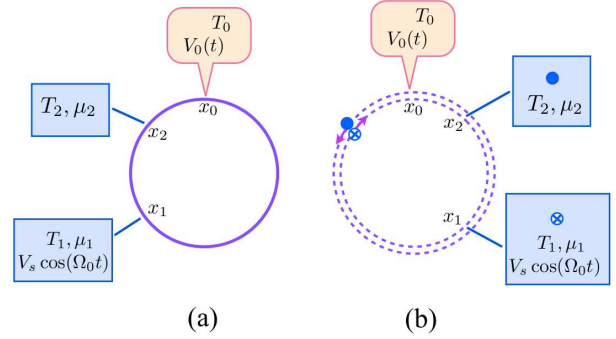 T₀
V₀(t)
x₀
T₂, μ₂
x₂
x₁
T₁, μ₁
Vₛ cos(Ω₀t)
(a)
T₀
V₀(t)
x₀
x₂
T₂, μ₂
x₁
T₁, μ₁
Vₛ cos(Ω₀t)
(b)